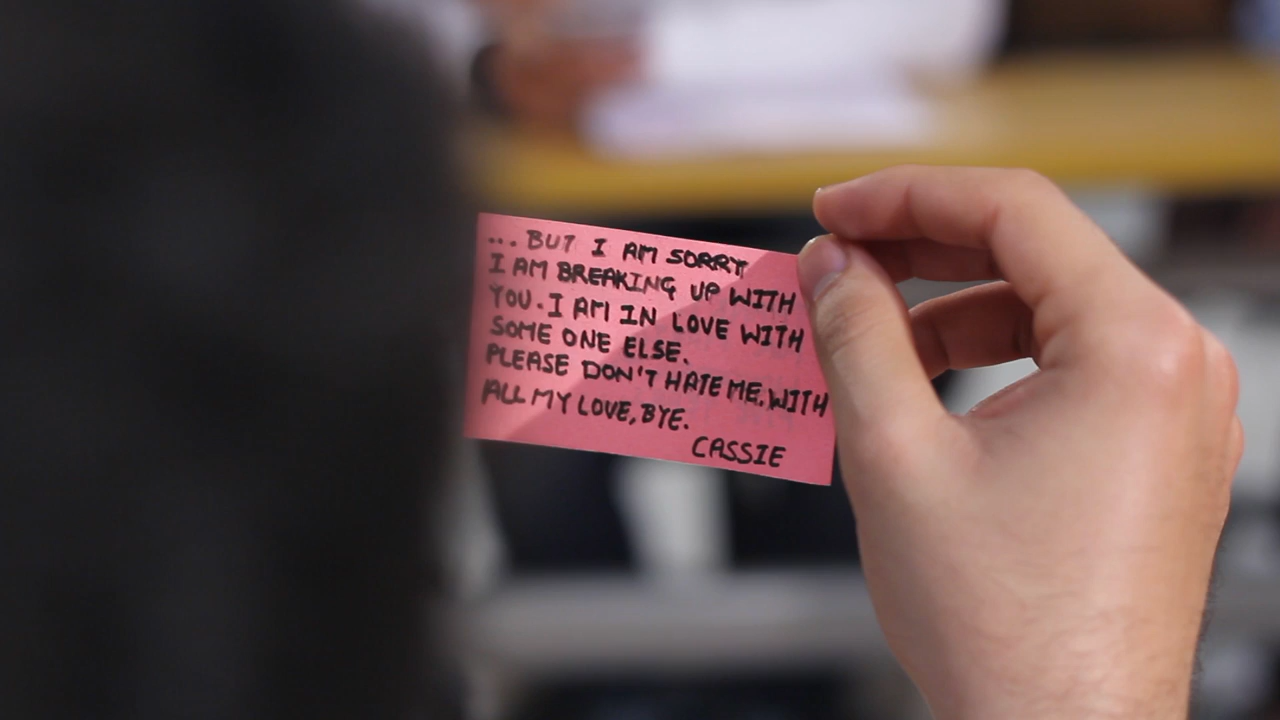 ... BUT I AM SORRY
I AM BREAKING UP WITH
YOU. I AM IN LOVE WITH
SOME ONE ELSE.
PLEASE DON'T HATE ME. WITH
ALL MY LOVE, BYE.
CASSIE